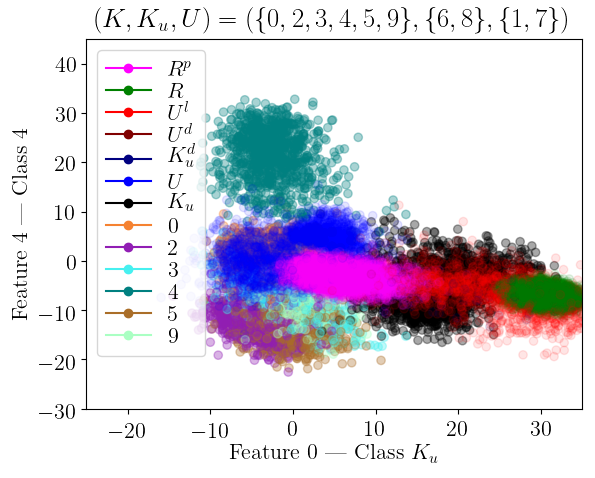 (K, K_u, U) = ({0, 2, 3, 4, 5, 9}, {6, 8}, {1, 7})
Feature 4 — Class 4
40
30
20
10
0
−10
−20
−30
R^p
R
U^l
U^d
K_u^d
U
K_u
0
2
3
4
5
9
−20 −10 0 10 20 30
Feature 0 — Class K_u